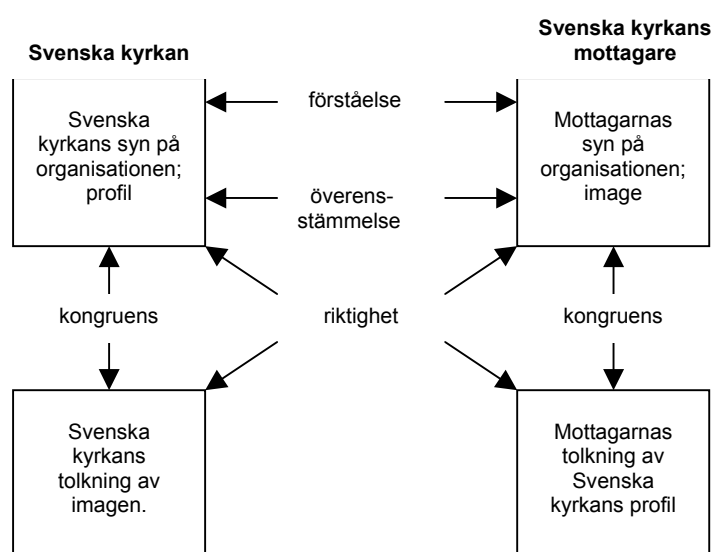 Svenska kyrkan
Svenska kyrkans
mottagare
Svenska
kyrkans syn på
organisationen;
profil
förståelse
överens-
stämmelse
Mottagarnas
syn på
organisationen;
image
kongruens
riktighet
kongruens
Svenska
kyrkans
tolkning av
imagen.
Mottagarnas
tolkning av
Svenska
kyrkans profil